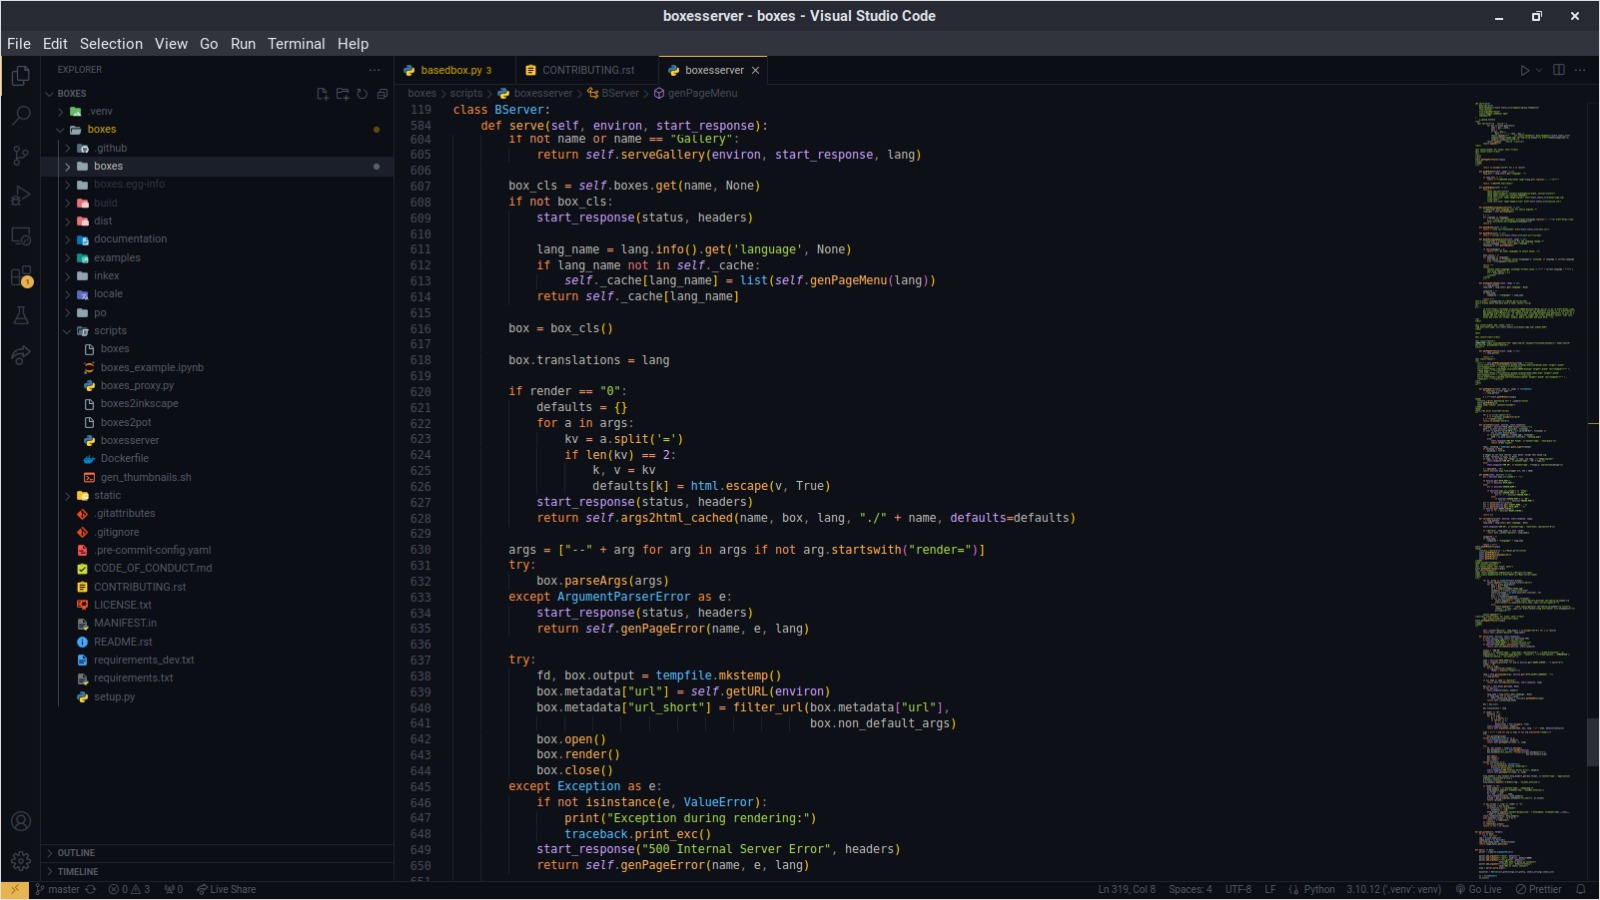 boxesserver - boxes - Visual Studio Code
File Edit Selection View Go Run Terminal Help
EXPLORER
BOXES
.venv
boxes
.github
boxes
boxes.egg-info
build
dist
documentation
examples
inkex
locale
po
scripts
boxes
boxes_example.ipynb
boxes_proxy.py
boxes2inkscape
boxes2pot
boxesserver
Dockerfile
gen_thumbnails.sh
static
.gitattributes
.gitignore
.pre-commit-config.yaml
CODE_OF_CONDUCT.md
CONTRIBUTING.rst
LICENSE.txt
MANIFEST.in
README.rst
requirements_dev.txt
requirements.txt
setup.py
OUTLINE
TIMELINE
1
basedbox.py 3 CONTRIBUTING.rst boxesserver
boxes > scripts > boxesserver > BServer > genPageMenu
119 class BServer:
584 def serve(self, environ, start_response):
604 if not name or name == "Gallery":
605 return self.serveGallery(environ, start_response, lang)
606
607 box_cls = self.boxes.get(name, None)
608 if not box_cls:
609 start_response(status, headers)
610
611 lang_name = lang.info().get('language', None)
612 if lang_name not in self._cache:
613 self._cache[lang_name] = list(self.genPageMenu(lang))
614 return self._cache[lang_name]
615
616 box = box_cls()
617
618 box.translations = lang
619
620 if render == "0":
621 defaults = {}
622 for a in args:
623 kv = a.split('=')
624 if len(kv) == 2:
625 k, v = kv
626 defaults[k] = html.escape(v, True)
627 start_response(status, headers)
628 return self.args2html_cached(name, box, lang, "./" + name, defaults=defaults)
629
630 args = ["--" + arg for arg in args if not arg.startswith("render=")]
631 try:
632 box.parseArgs(args)
633 except ArgumentParserError as e:
634 start_response(status, headers)
635 return self.genPageError(name, e, lang)
636
637 try:
638 fd, box.output = tempfile.mkstemp()
639 box.metadata["url"] = self.getURL(environ)
640 box.metadata["url_short"] = filter_url(box.metadata["url"],
641 box.non_default_args)
642 box.open()
643 box.render()
644 box.close()
645 except Exception as e:
646 if not isinstance(e, ValueError):
647 print("Exception during rendering:")
648 traceback.print_exc()
649 start_response("500 Internal Server Error", headers)
650 return self.genPageError(name, e, lang)
master 0 3 0 Live Share Ln 319, Col 8 Spaces: 4 UTF-8 LF Python 3.10.12 ('.venv': venv) Go Live Prettier